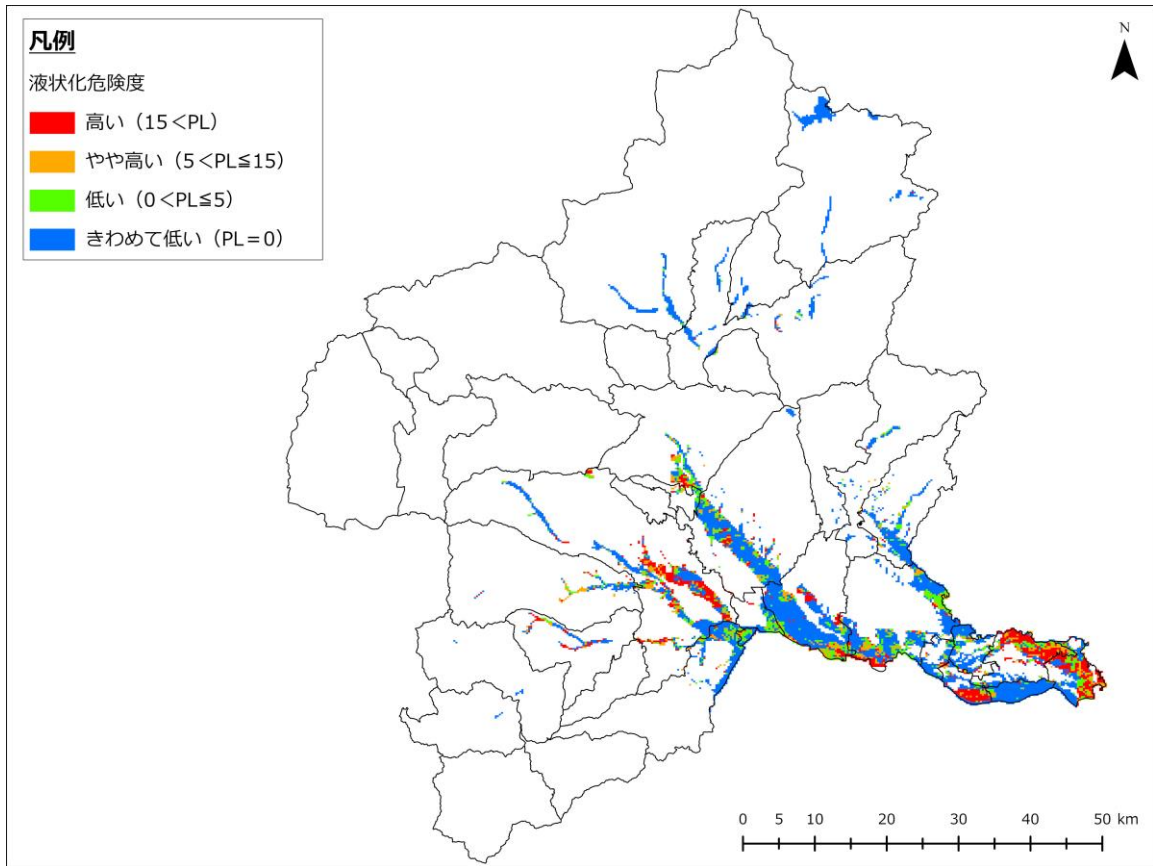 凡例
液状化危険度
高い（15＜PL）
やや高い（5＜PL≦15）
低い（0＜PL≦5）
きわめて低い（PL＝0）
N
0 5 10 20 30 40 50 km